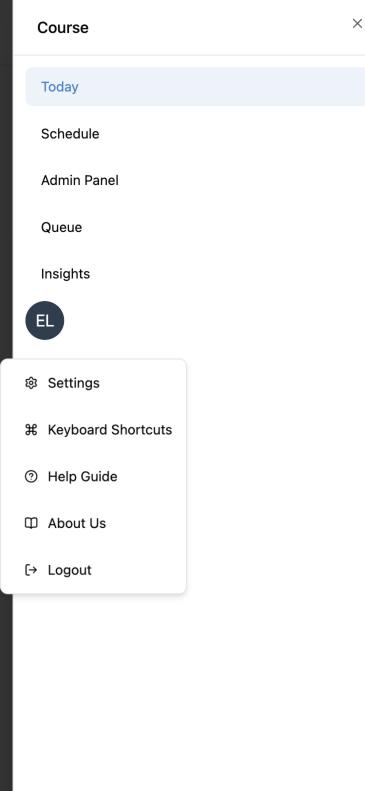 Course
Today
Schedule
Admin Panel
Queue
Insights
EL
Settings
Keyboard Shortcuts
Help Guide
About Us
Logout